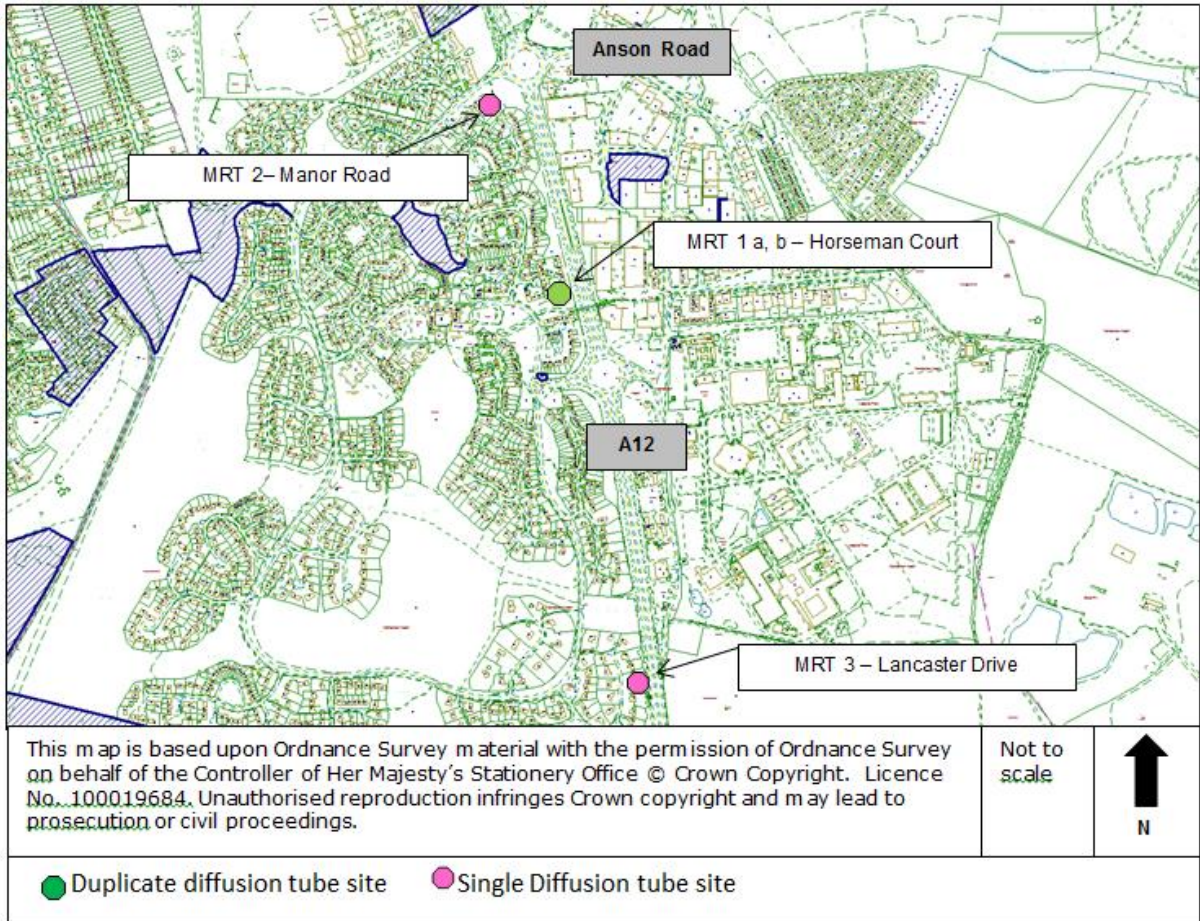 Anson Road
MRT 2– Manor Road
MRT 1 a, b – Horseman Court
A12
MRT 3 – Lancaster Drive
This map is based upon Ordnance Survey material with the permission of Ordnance Survey
on behalf of the Controller of Her Majesty's Stationery Office © Crown Copyright. Licence
No. 100019684. Unauthorised reproduction infringes Crown copyright and may lead to
prosecution or civil proceedings.
Not to
scale
N
Duplicate diffusion tube site
Single Diffusion tube site